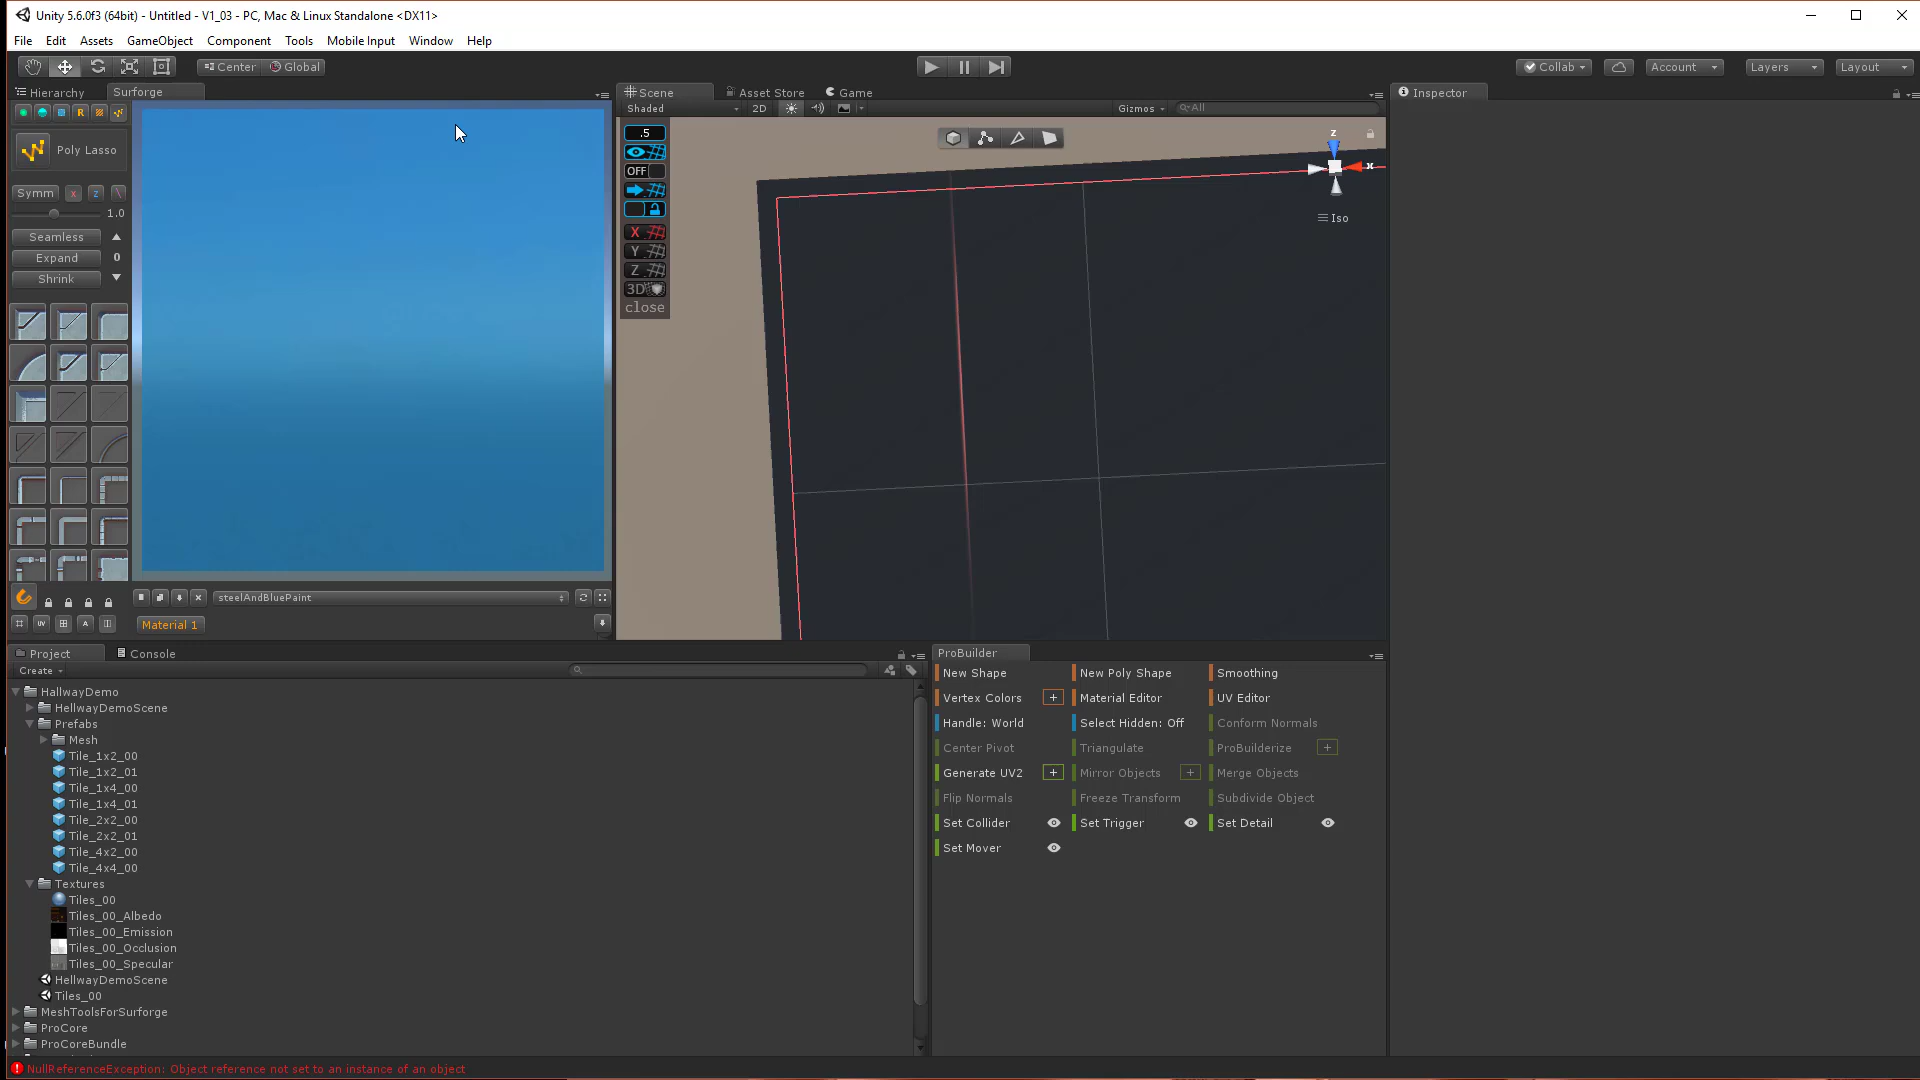 Unity 5.6.0f3 (64bit) - Untitled - V1_03 - PC, Mac & Linux Standalone <DX11>
File Edit Assets GameObject Component Tools Mobile Input Window Help
Center Global Collab Account Layers Layout
Hierarchy Surforge Scene Asset Store Game Inspector
Shaded 2D Gizmos All
R
.5
OFF
X
Y
Z
3D
close
z
x
Iso
Poly Lasso
Symm x z
1.0
Seamless
Expand 0
Shrink
steelAndBluePaint
UV A
Material 1
Project Console
Create
HallwayDemo
HellwayDemoScene
Prefabs
Mesh
Tile_1x2_00
Tile_1x2_01
Tile_1x4_00
Tile_1x4_01
Tile_2x2_00
Tile_2x2_01
Tile_4x2_00
Tile_4x4_00
Textures
Tiles_00
Tiles_00_Albedo
Tiles_00_Emission
Tiles_00_Occlusion
Tiles_00_Specular
HellwayDemoScene
Tiles_00
MeshToolsForSurforge
ProCore
ProCoreBundle
ProBuilder
New Shape New Poly Shape Smoothing
Vertex Colors + Material Editor UV Editor
Handle: World Select Hidden: Off Conform Normals
Center Pivot Triangulate ProBuilderize +
Generate UV2 + Mirror Objects + Merge Objects
Flip Normals Freeze Transform Subdivide Object
Set Collider Set Trigger Set Detail
Set Mover
NullReferenceException: Object reference not set to an instance of an object